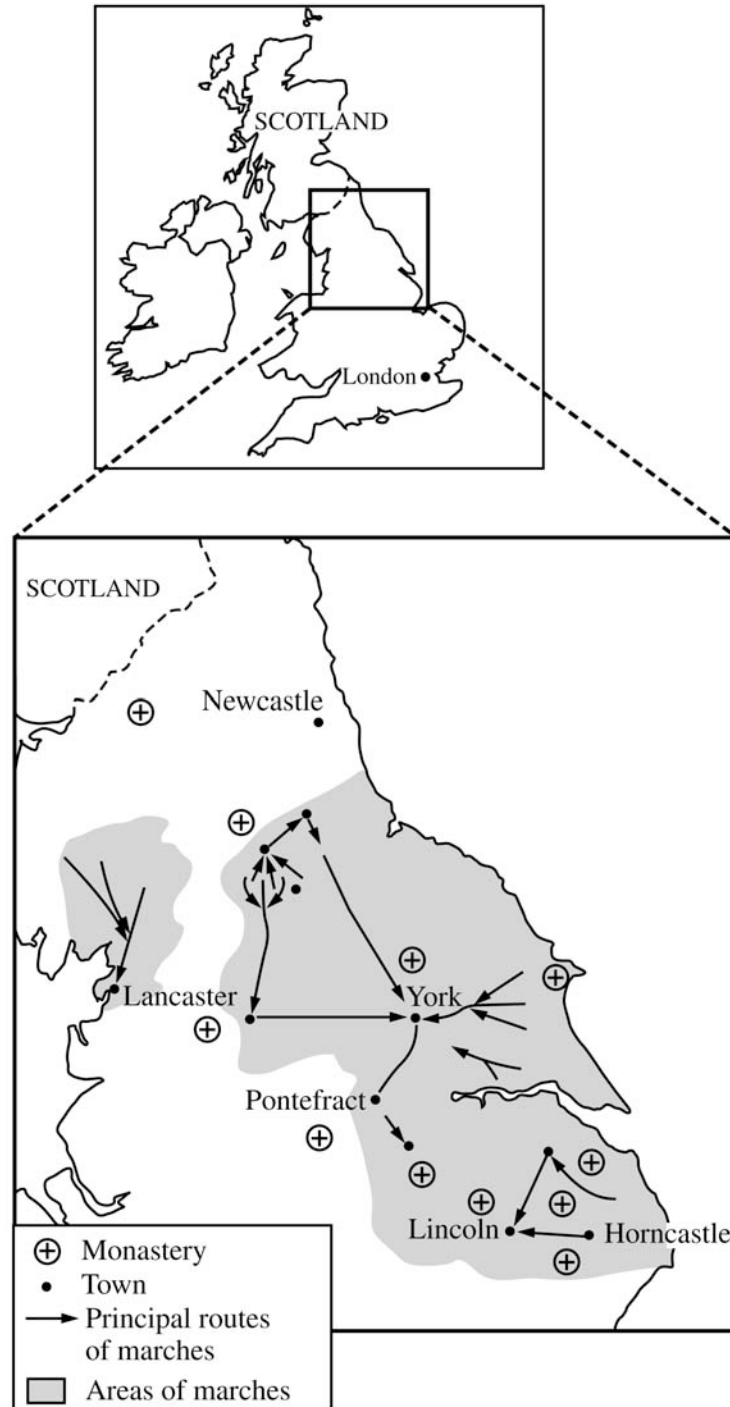 SCOTLAND
London
SCOTLAND
Newcastle
Lancaster
York
Pontefract
Lincoln
Horncastle
Monastery
Town
Principal routes
of marches
Areas of marches